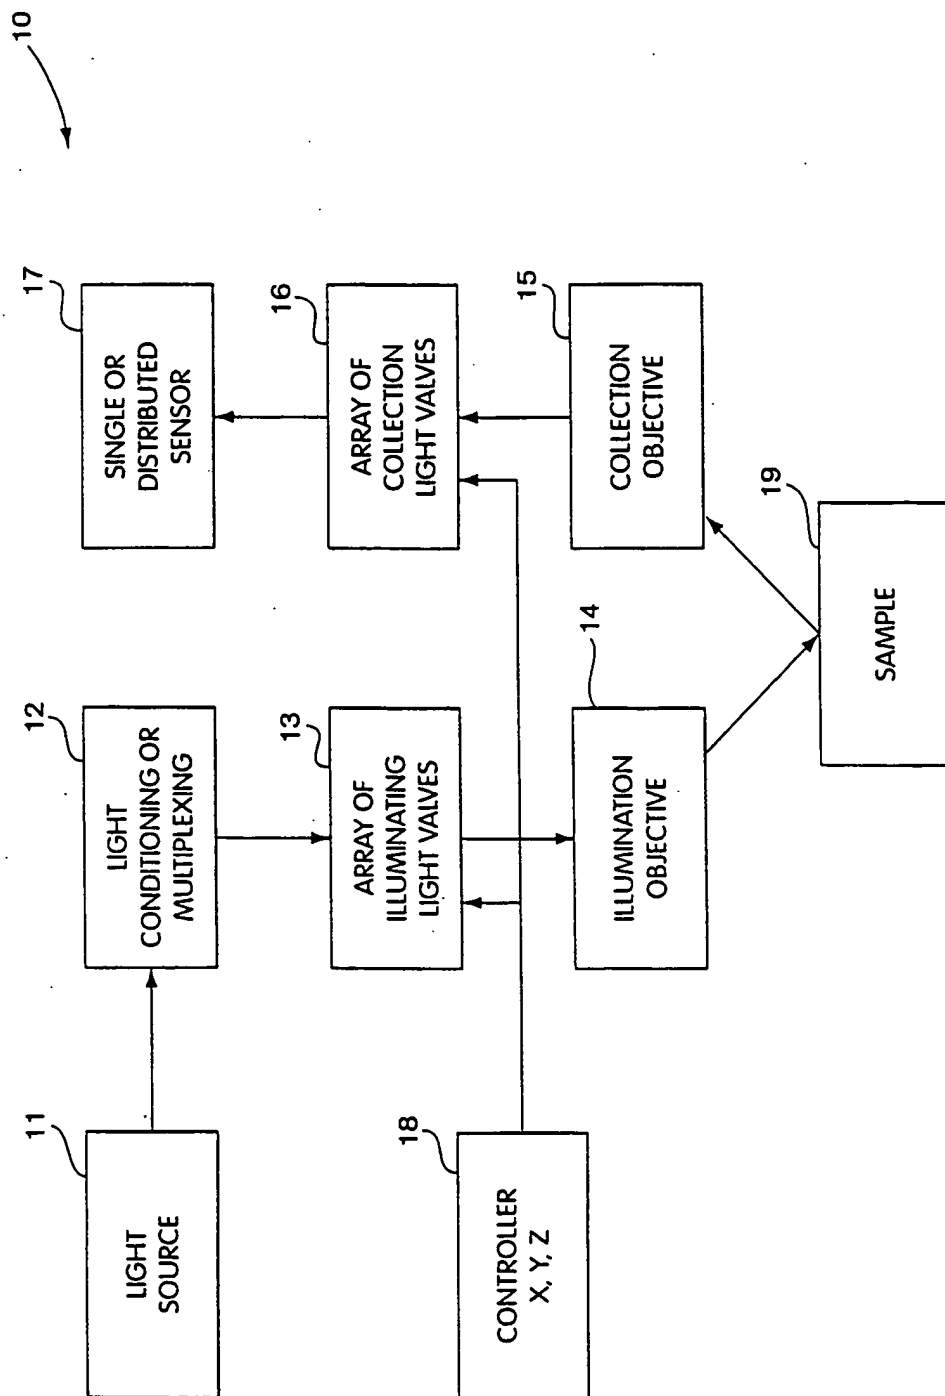 10
11
LIGHT
SOURCE
12
LIGHT
CONDITIONING OR
MULTIPLEXING
17
SINGLE OR
DISTRIBUTED
SENSOR
13
ARRAY OF
ILLUMINATING
LIGHT VALVES
16
ARRAY OF
COLLECTION
LIGHT VALVES
18
CONTROLLER
X, Y, Z
14
ILLUMINATION
OBJECTIVE
15
COLLECTION
OBJECTIVE
19
SAMPLE